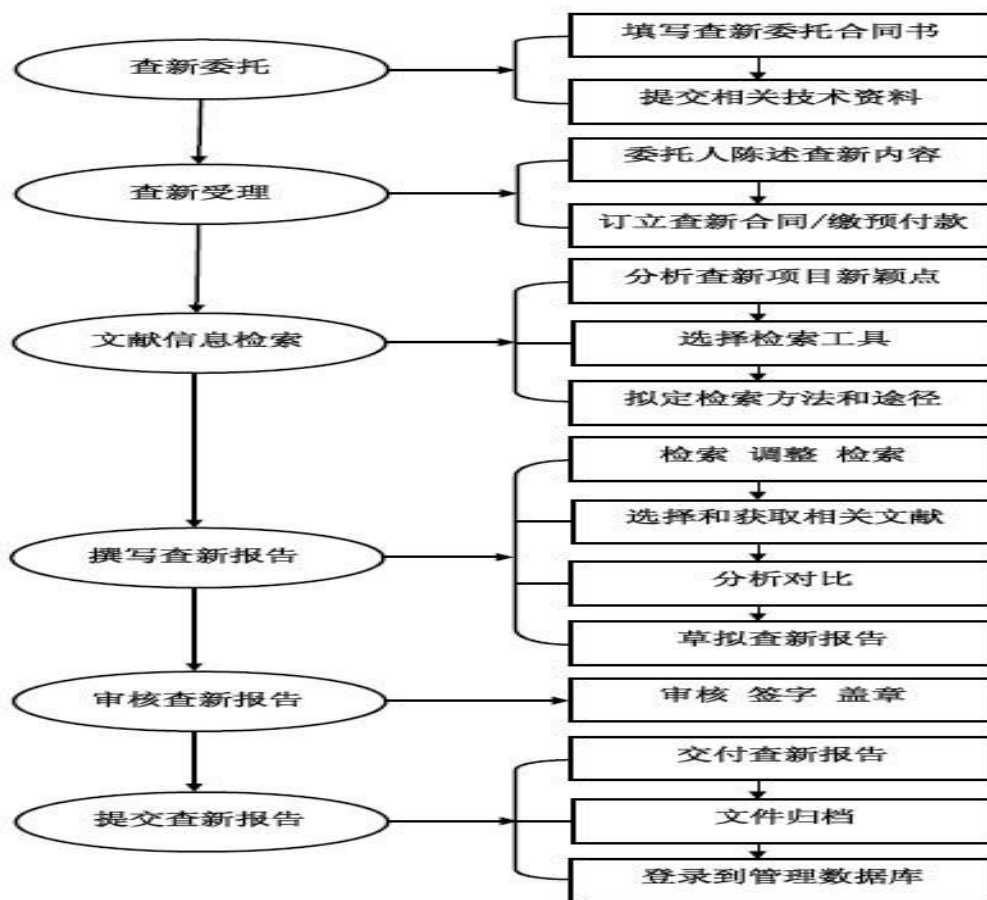 填写查新委托合同书
查新委托
提交相关技术资料
委托人陈述查新内容
查新受理
订立查新合同/缴预付款
分析查新项目新颖点
文献信息检索
选择检索工具
拟定检索方法和途径
检索 调整 检索
选择和获取相关文献
撰写查新报告
分析对比
草拟查新报告
审核查新报告
审核 签字 盖章
交付查新报告
提交查新报告
文件归档
登录到管理数据库